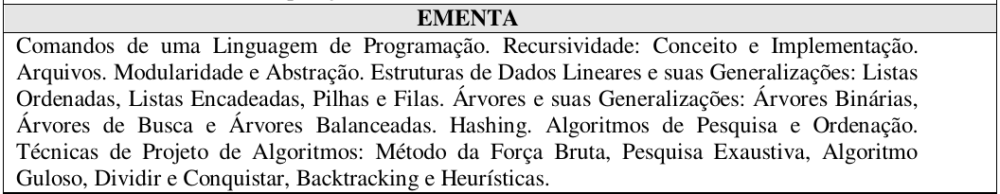 EMENTA
Comandos de uma Linguagem de Programação. Recursividade: Conceito e Implementação.
Arquivos. Modularidade e Abstração. Estruturas de Dados Lineares e suas Generalizações: Listas
Ordenadas, Listas Encadeadas, Pilhas e Filas. Árvores e suas Generalizações: Árvores Binárias,
Árvores de Busca e Árvores Balanceadas. Hashing. Algoritmos de Pesquisa e Ordenação.
Técnicas de Projeto de Algoritmos: Método da Força Bruta, Pesquisa Exaustiva, Algoritmo
Guloso, Dividir e Conquistar, Backtracking e Heurísticas.